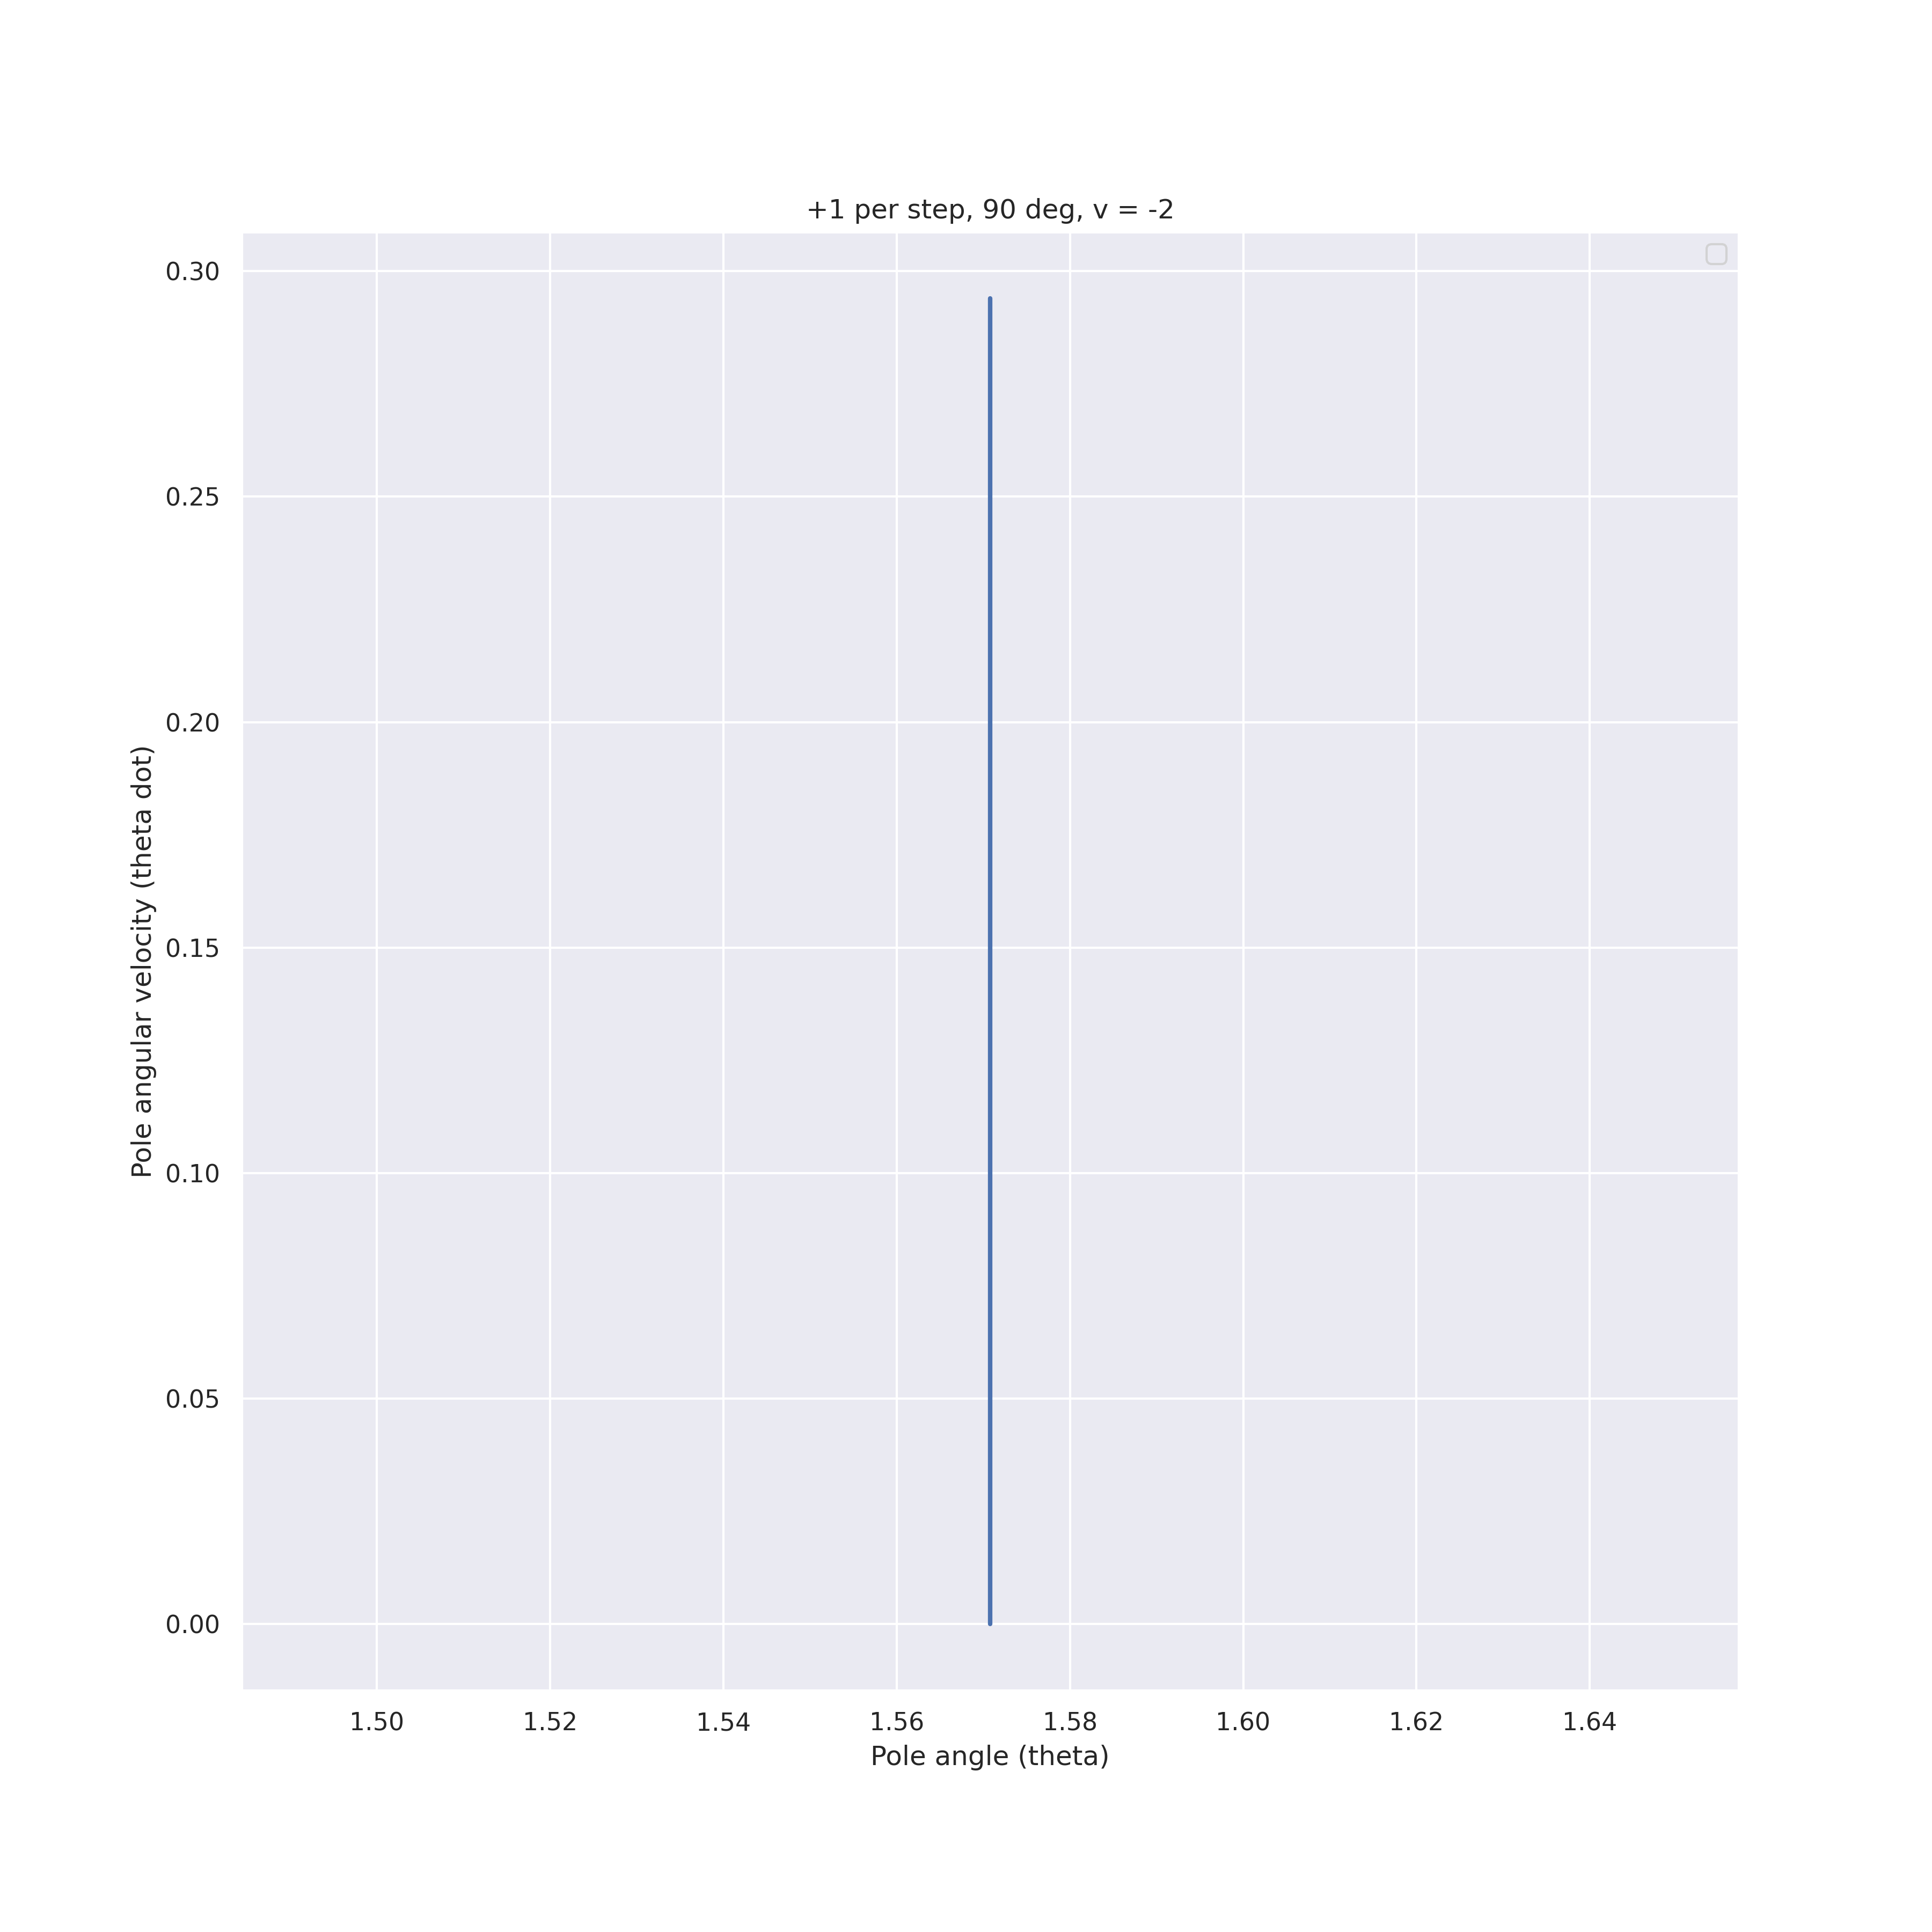 +1 per step, 90 deg, v = -2
0.30
0.25
0.20
0.15
0.10
0.05
0.00
Pole angular velocity (theta dot)
1.50 1.52 1.54 1.56 1.58 1.60 1.62 1.64
Pole angle (theta)